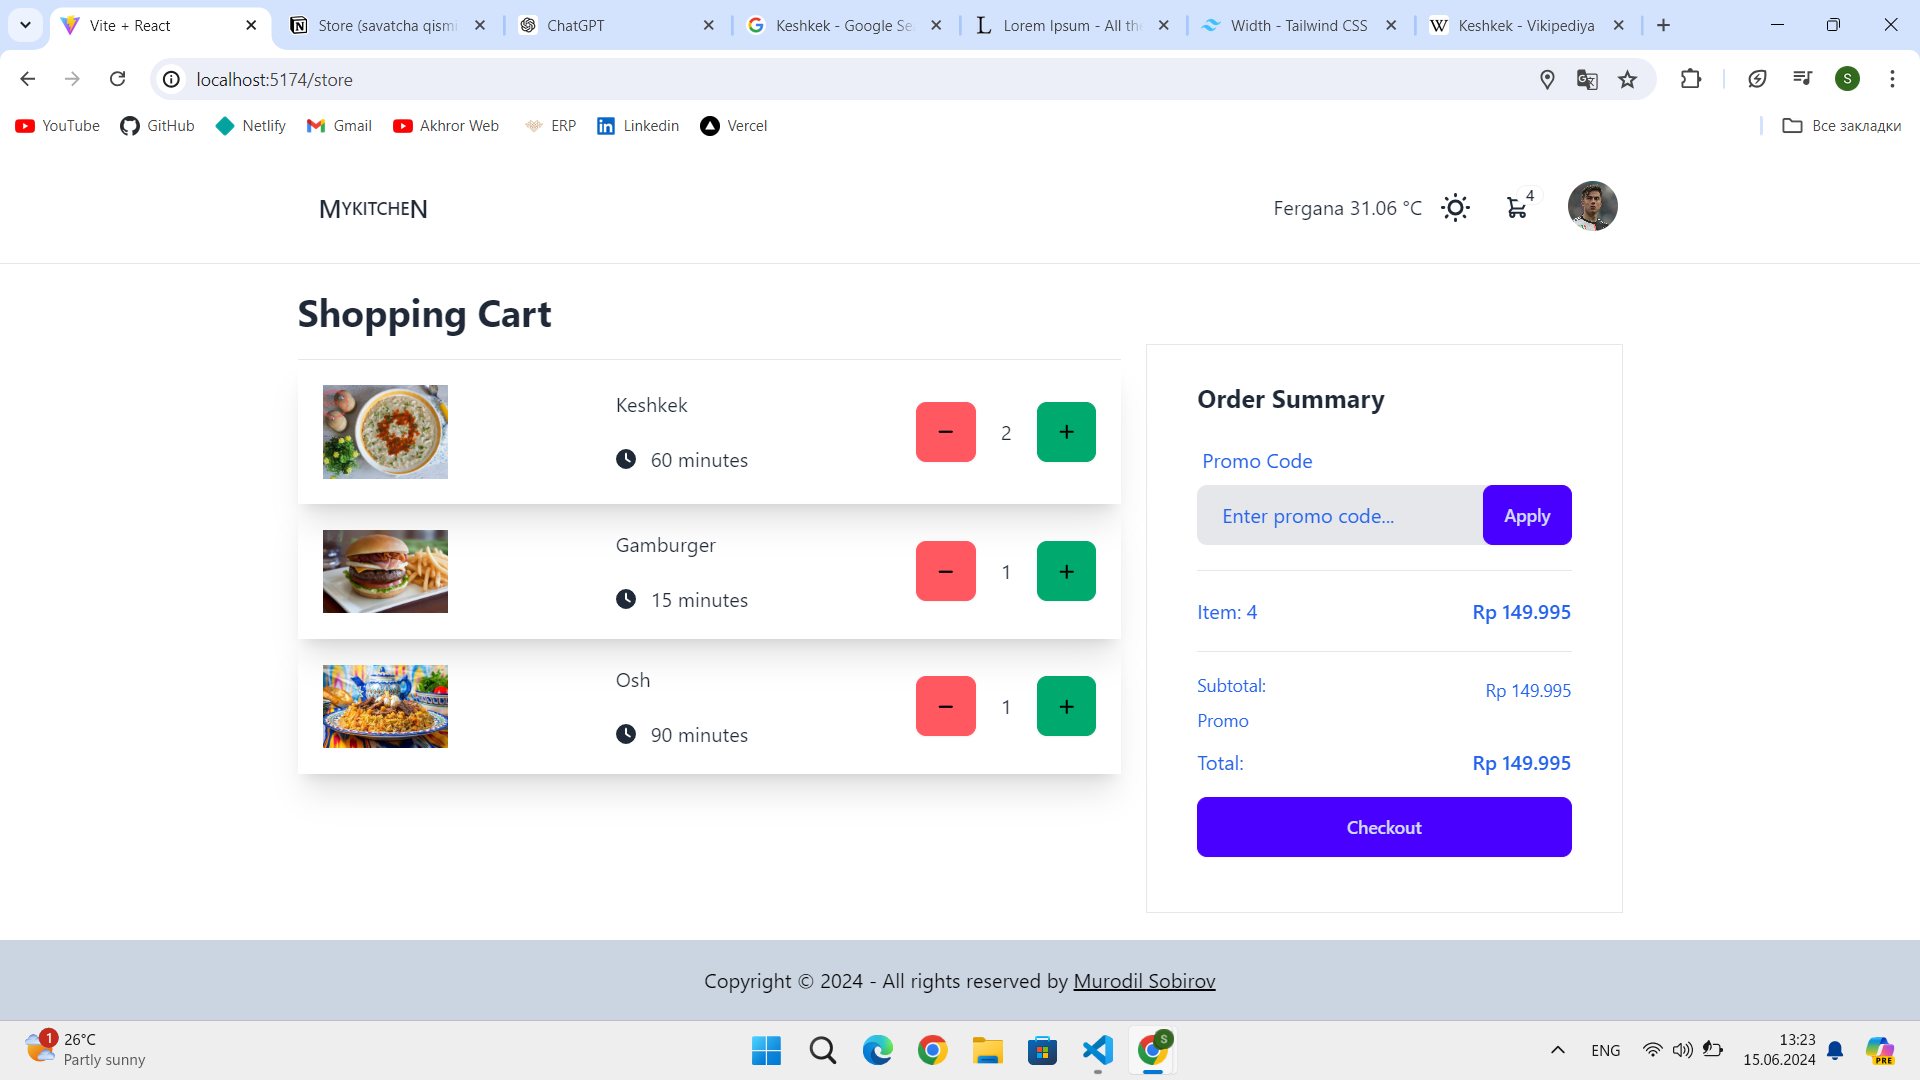 Vite + React
Store (savatcha qismi
ChatGPT
Keshkek - Google Se
Lorem Ipsum - All the
Width - Tailwind CSS
Keshkek - Vikipediya
localhost:5174/store
S
YouTube
GitHub
Netlify
Gmail
Akhror Web
ERP
Linkedin
Vercel
Все закладки
MYKITCHEN
Fergana 31.06 °C
4
Shopping Cart
Keshkek
60 minutes
2
Gamburger
15 minutes
1
Osh
90 minutes
1
Order Summary
Promo Code
Enter promo code...
Apply
Item: 4
Rp 149.995
Subtotal:
Rp 149.995
Promo
Total:
Rp 149.995
Checkout
Copyright © 2024 - All rights reserved by Murodil Sobirov
1
26°C
Partly sunny
S
ENG
13:23
15.06.2024
PRE